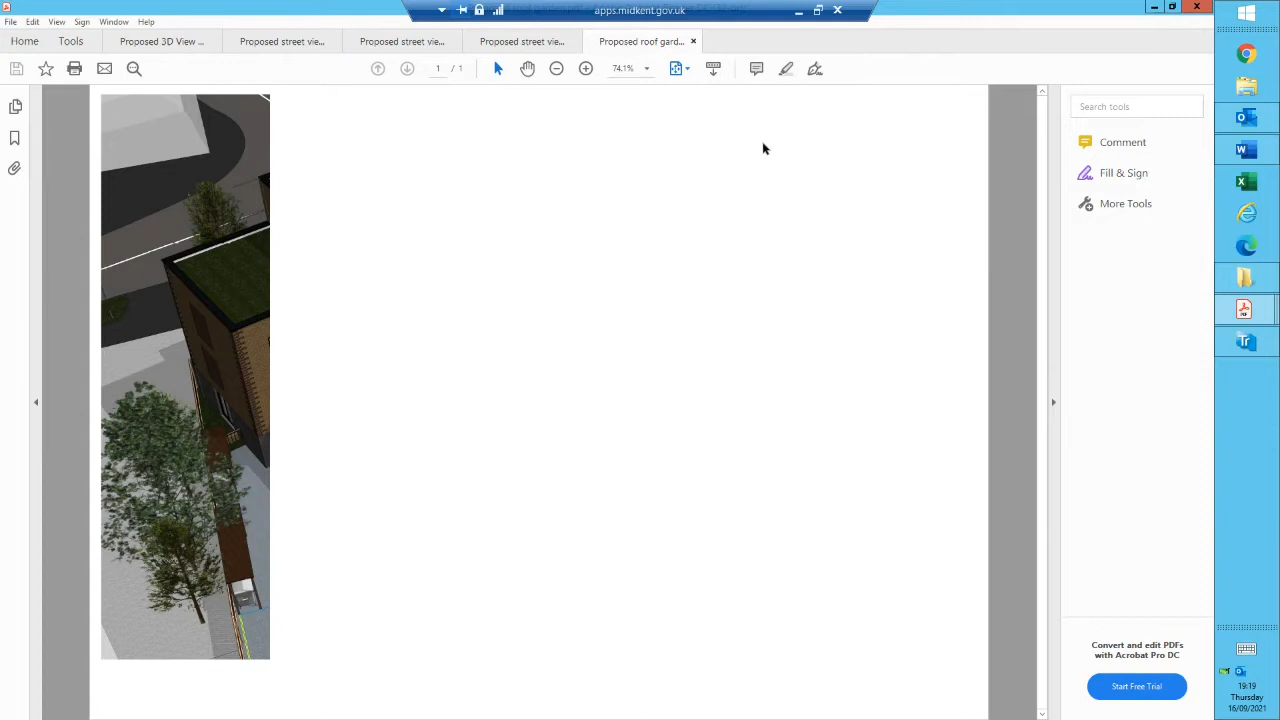 apps.midkent.gov.uk
File Edit View Sign Window Help
Home Tools Proposed 3D View ... Proposed street vie... Proposed street vie... Proposed street vie... Proposed roof gard...
1 / 1 74.1%
Search tools
Comment
Fill & Sign
More Tools
Convert and edit PDFs
with Acrobat Pro DC
Start Free Trial
19:19
Thursday
16/09/2021